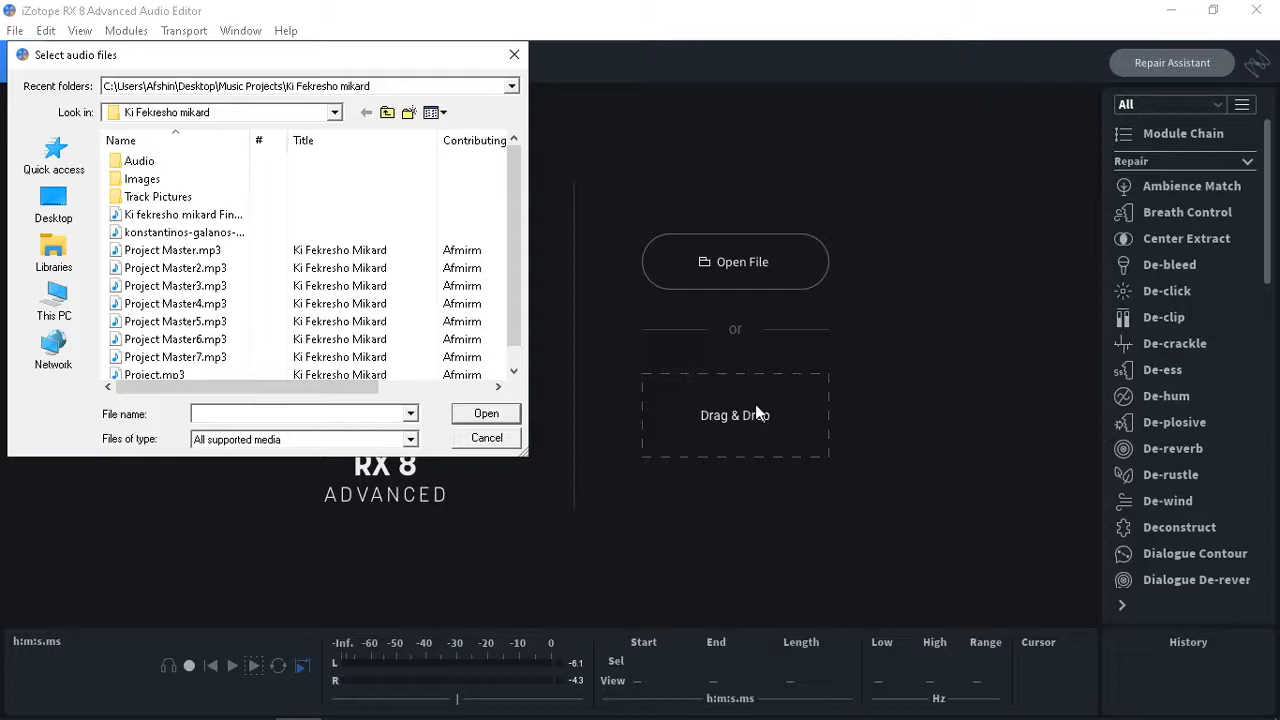 iZotope RX 8 Advanced Audio Editor
File Edit View Modules Transport Window Help
Select audio files
Recent folders: C:\Users\Afshin\Desktop\Music Projects\Ki Fekresho mikard
Look in: Ki Fekresho mikard
Name # Title Contributing
Quick access
Desktop
Libraries
This PC
Network
Audio
Images
Track Pictures
Ki fekresho mikard Fin...
konstantinos-galanos-...
Project Master.mp3 Ki Fekresho Mikard Afmirm
Project Master2.mp3 Ki Fekresho Mikard Afmirm
Project Master3.mp3 Ki Fekresho Mikard Afmirm
Project Master4.mp3 Ki Fekresho Mikard Afmirm
Project Master5.mp3 Ki Fekresho Mikard Afmirm
Project Master6.mp3 Ki Fekresho Mikard Afmirm
Project Master7.mp3 Ki Fekresho Mikard Afmirm
Project.mp3 Ki Fekresho Mikard Afmirm
File name: Open
Files of type: All supported media Cancel
RX 8
ADVANCED
Open File
or
Drag & Drop
Repair Assistant
All
Module Chain
Repair
Ambience Match
Breath Control
Center Extract
De-bleed
De-click
De-clip
De-crackle
De-ess
De-hum
De-plosive
De-reverb
De-rustle
De-wind
Deconstruct
Dialogue Contour
Dialogue De-rever
h:m:s.ms
-Inf. -60 -50 -40 -30 -20 -10 0
L -6.1
R -4.3
Start End Length
Sel
View
h:m:s.ms
Low High Range
Hz
Cursor
History